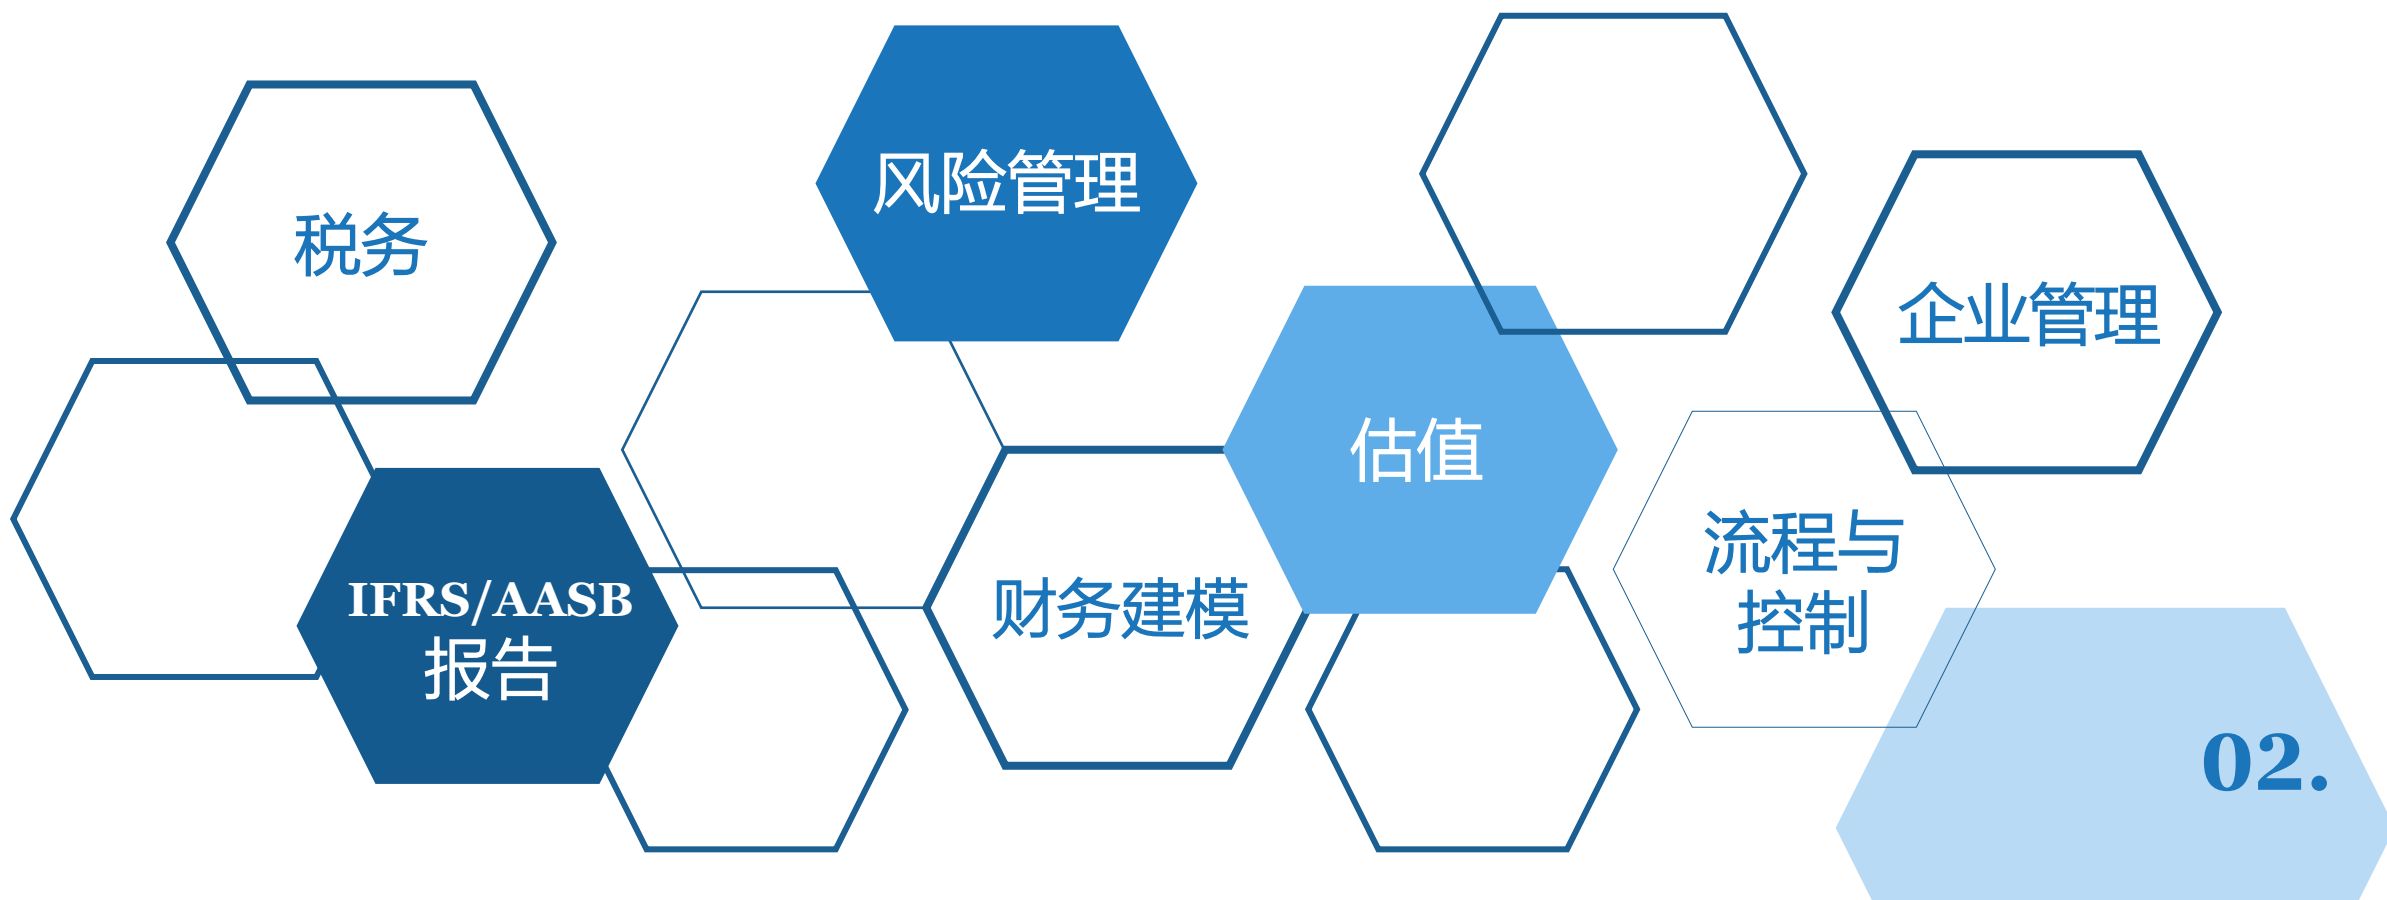 税务
风险管理
企业管理
估值
IFRS/AASB
报告
财务建模
流程与
控制
02.